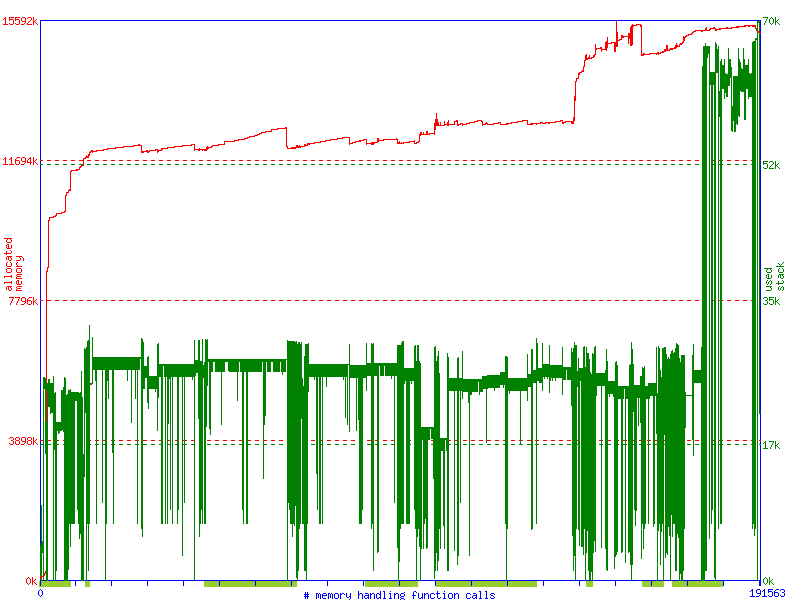 15592k
70k
11694k
52k
allocated
memory
used
stack
7796k
35k
3898k
17k
0k
0k
0
# memory handling function calls
191563